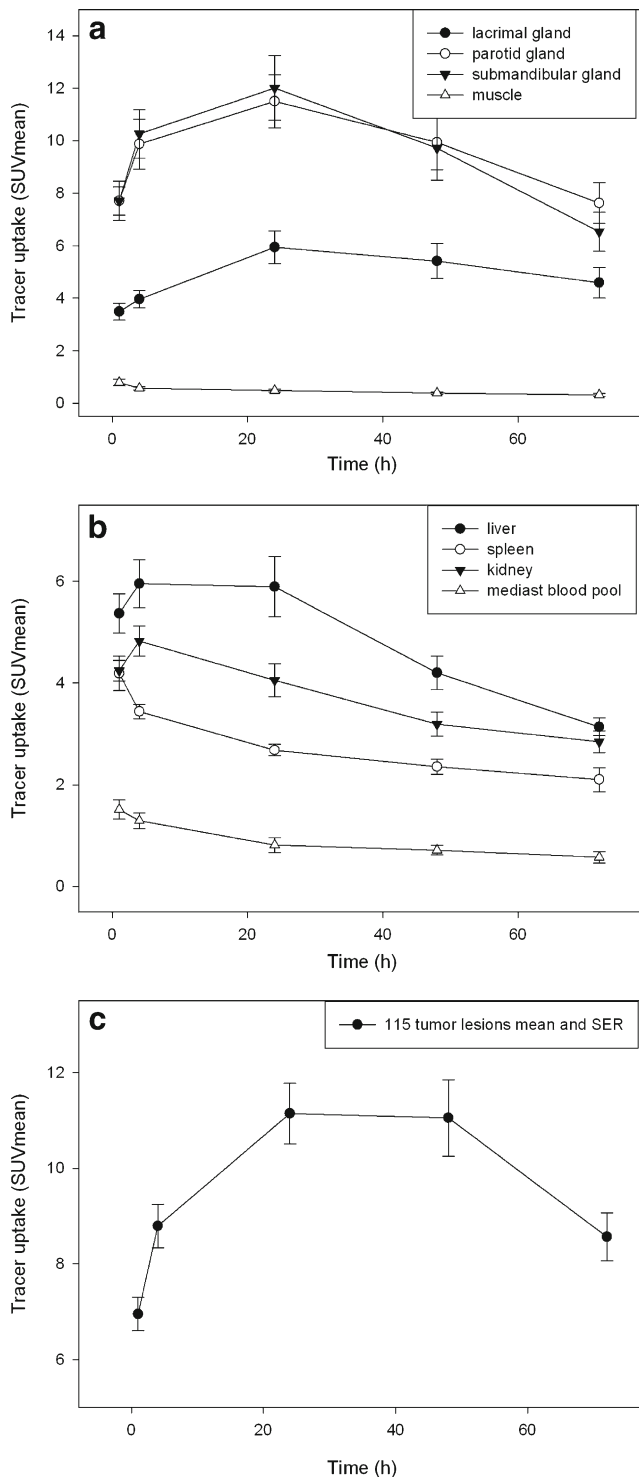 a
lacrimal gland
parotid gland
submandibular gland
muscle
Tracer uptake (SUVmean)
14
12
10
8
6
4
2
0
0 20 40 60
Time (h)
b
liver
spleen
kidney
mediast blood pool
Tracer uptake (SUVmean)
6
4
2
0
0 20 40 60
Time (h)
c
115 tumor lesions mean and SER
Tracer uptake (SUVmean)
12
10
8
6
0 20 40 60
Time (h)